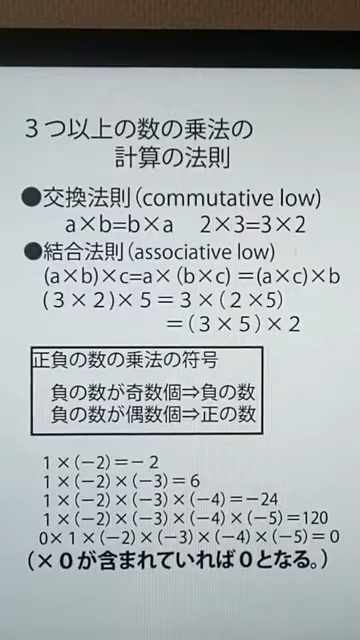 ３つ以上の数の乗法の
計算の法則
●交換法則(commutative low)
a×b=b×a　2×3=3×2
●結合法則(associative low)
(a×b)×c=a×(b×c) =(a×c)×b
(３×２)×５＝３×(２×5)
＝(３×５)×２
正負の数の乗法の符号
負の数が奇数個⇒負の数
負の数が偶数個⇒正の数
1×(−2)＝−2
1×(−2)×(−3)＝6
1×(−2)×(−3)×(−4)＝−24
1×(−2)×(−3)×(−4)×(−5)＝120
0×1×(−2)×(−3)×(−4)×(−5)＝0
(×０が含まれていれば０となる。)